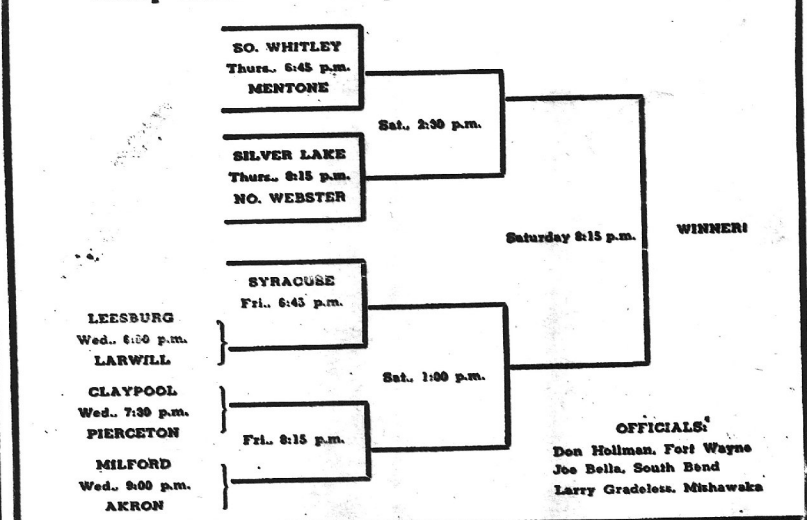 SO. WHITLEY
Thurs., 6:45 p.m.
MENTONE
Sat., 2:30 p.m.
SILVER LAKE
Thurs., 8:15 p.m.
NO. WEBSTER
Saturday 8:15 p.m.
WINNER!
SYRACUSE
Fri., 6:45 p.m.
LEESBURG
Wed., p.m.
LARWILL
Sat., 1:00 p.m.
CLAYPOOL
Wed., 7:30 p.m.
PIERCETON
Fri., 8:15 p.m.
MILFORD
Wed., 9:00 p.m.
AKRON
OFFICIALS:
Don Hollman, Fort Wayne
Joe Bella, South Bend
Larry Gradeless, Mishawaka